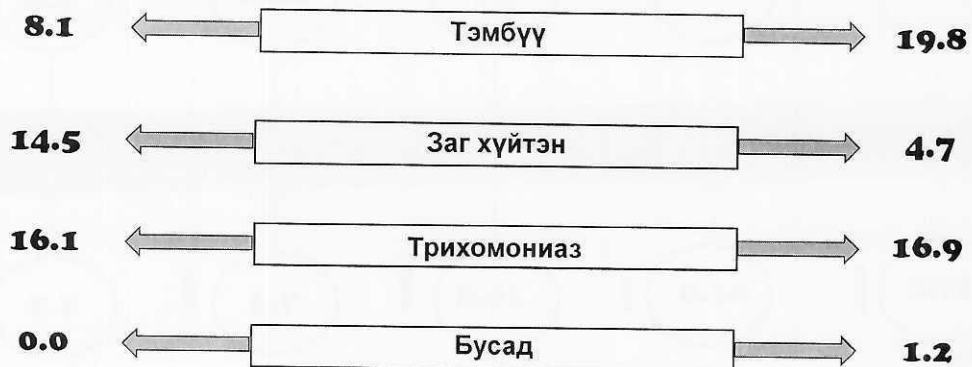 8.1 Тэмбүү 19.8
14.5 Заг хүйтэн 4.7
16.1 Трихомониаз 16.9
0.0 Бусад 1.2